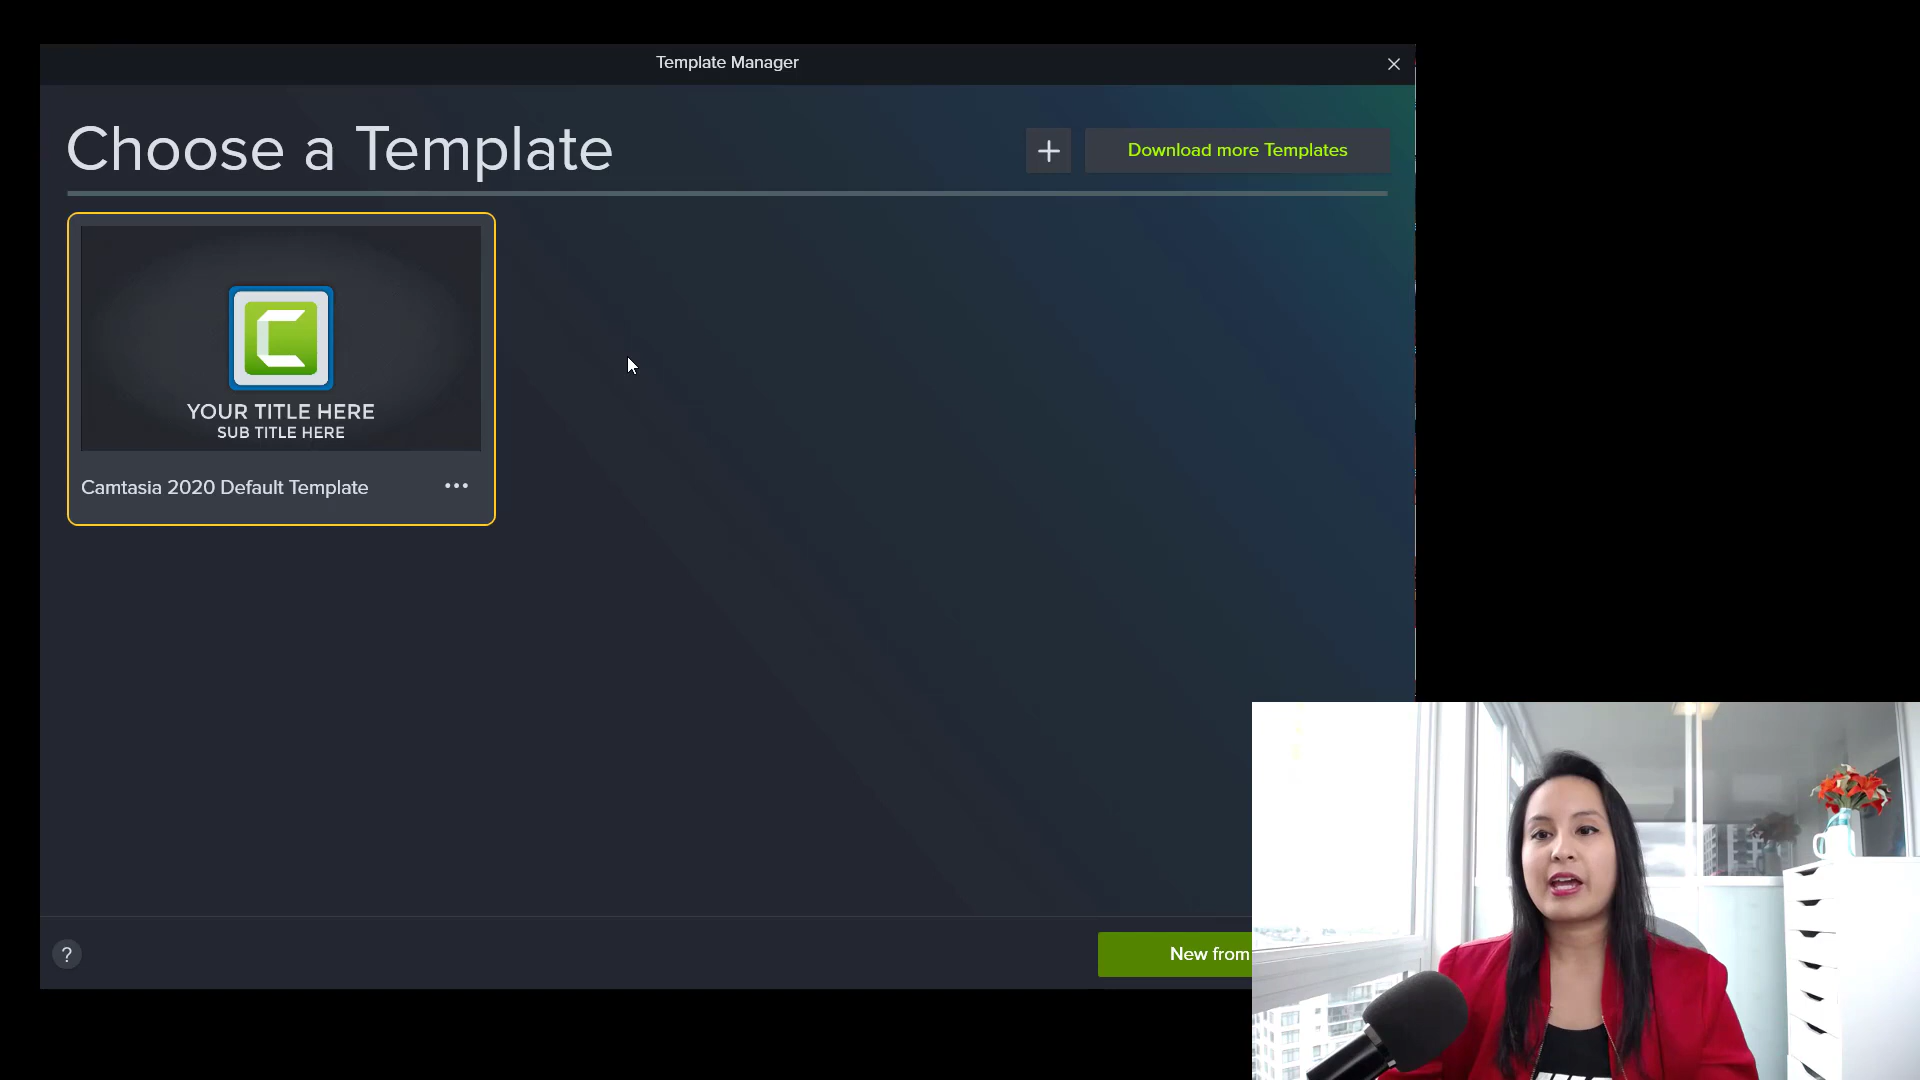 Template Manager
Choose a Template
Download more Templates
YOUR TITLE HERE
SUB TITLE HERE
Camtasia 2020 Default Template
?
New from